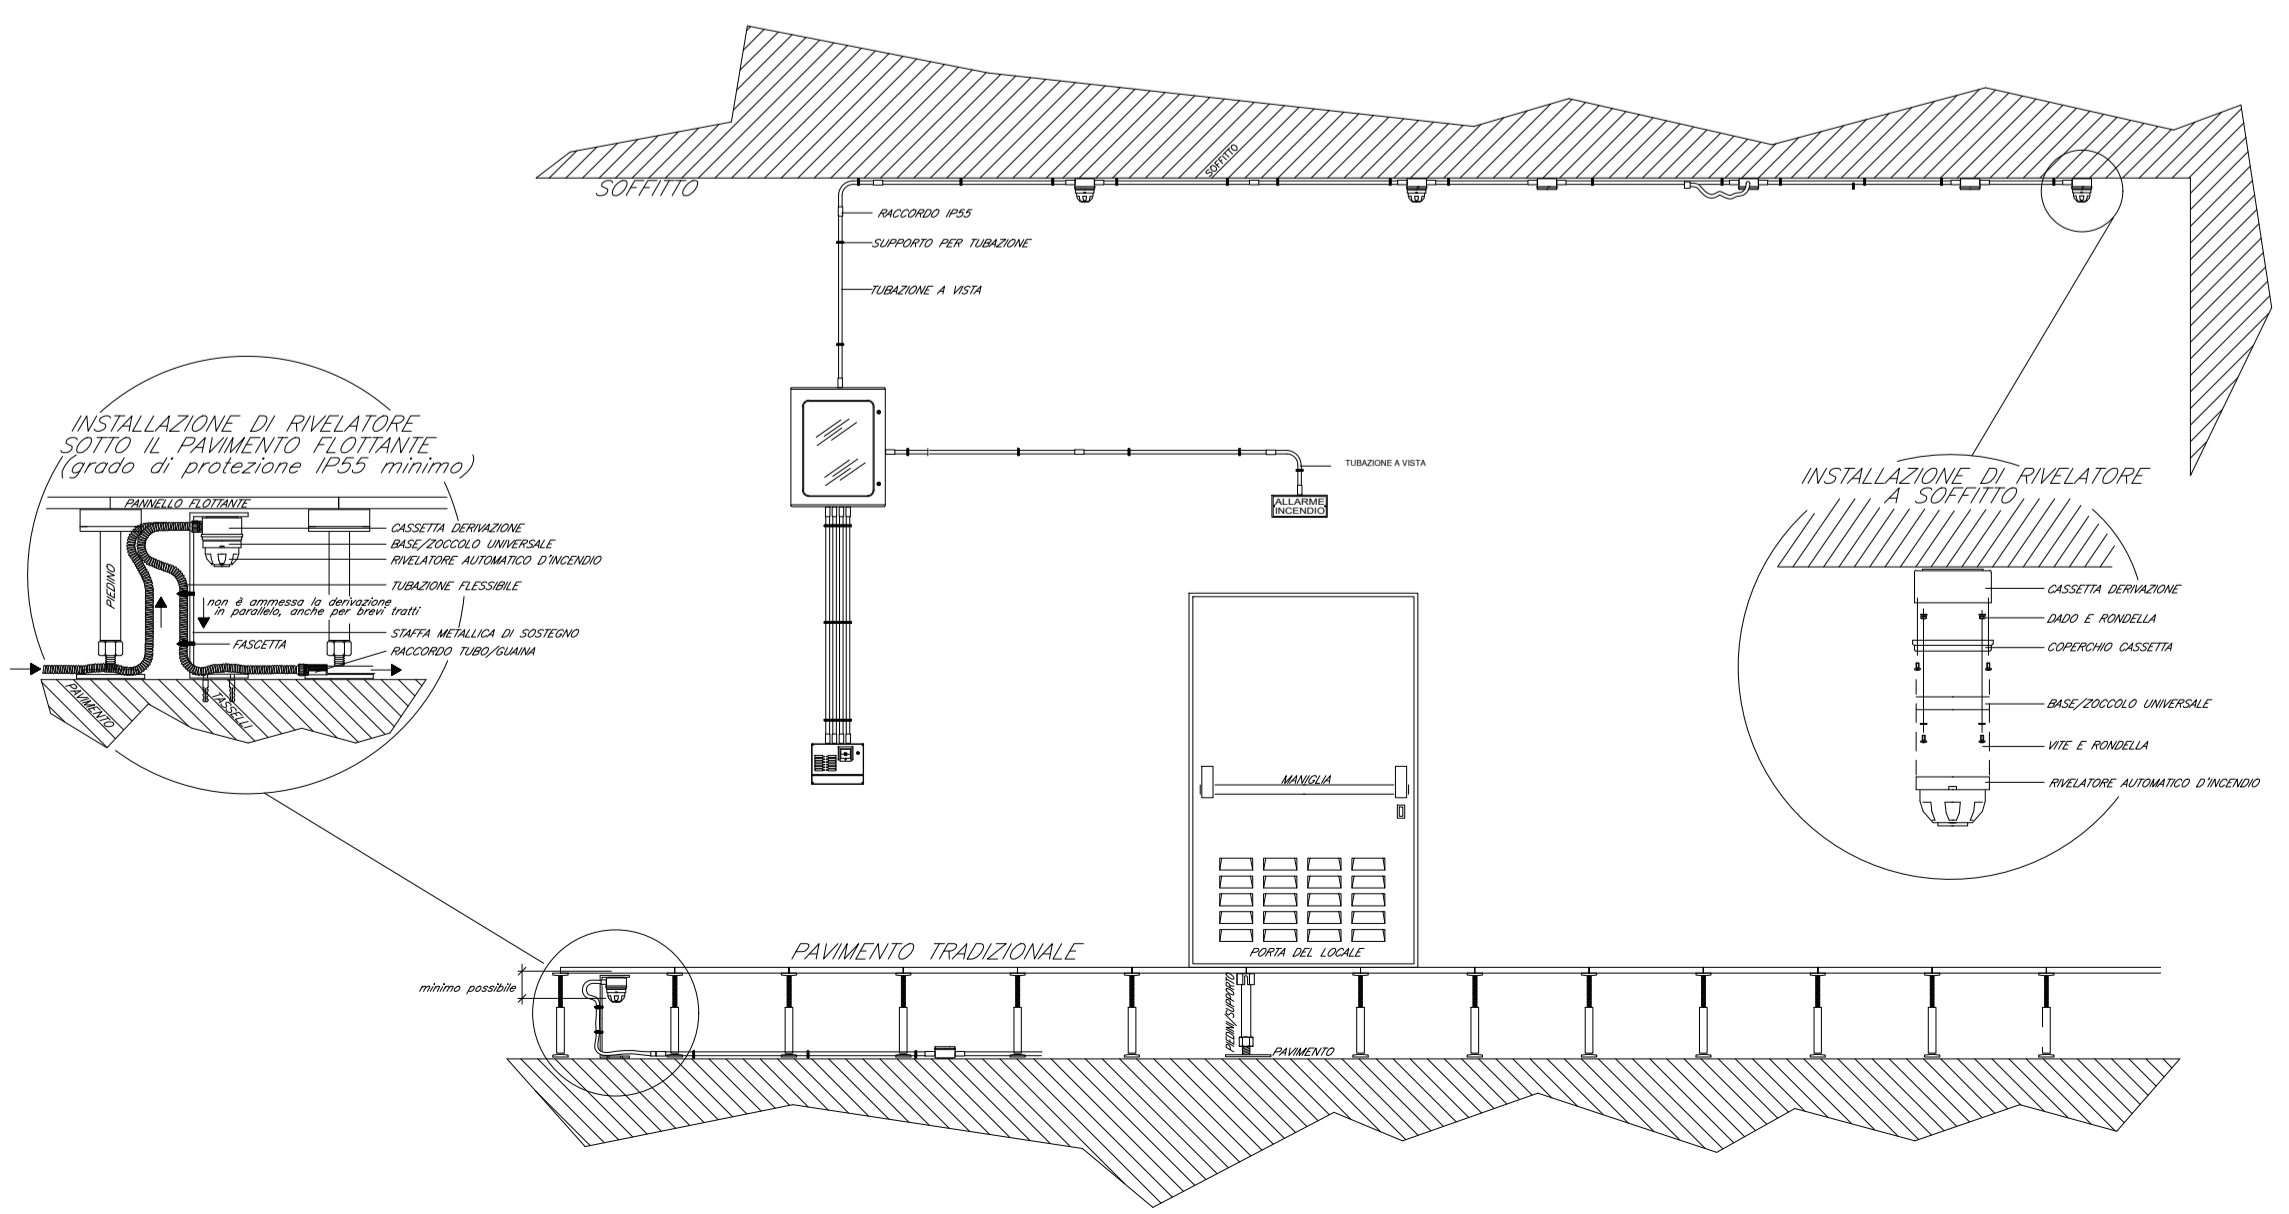 SOFFITTO
SOFFITTO
RACCORDO IP55
SUPPORTO PER TUBAZIONE
TUBAZIONE A VISTA
INSTALLAZIONE DI RIVELATORE
SOTTO IL PAVIMENTO FLOTTANTE
(grado di protezione IP55 minimo)
PANNELLO FLOTTANTE
CASSETTA DERIVAZIONE
BASE/ZOCCOLO UNIVERSALE
RIVELATORE AUTOMATICO D'INCENDIO
PIEDINO
TUBAZIONE FLESSIBILE
non è ammessa la derivazione
in parallelo, anche per brevi tratti
STAFFA METALLICA DI SOSTEGNO
FASCETTA
RACCORDO TUBO/GUAINA
PAVIMENTO
TASSELLI
TUBAZIONE A VISTA
ALLARME
INCENDIO
INSTALLAZIONE DI RIVELATORE
A SOFFITTO
CASSETTA DERIVAZIONE
DADO E RONDELLA
COPERCHIO CASSETTA
BASE/ZOCCOLO UNIVERSALE
VITE E RONDELLA
RIVELATORE AUTOMATICO D'INCENDIO
MANIGLIA
PORTA DEL LOCALE
PAVIMENTO TRADIZIONALE
minimo possibile
PIEDINI/SUPPORTO
PAVIMENTO